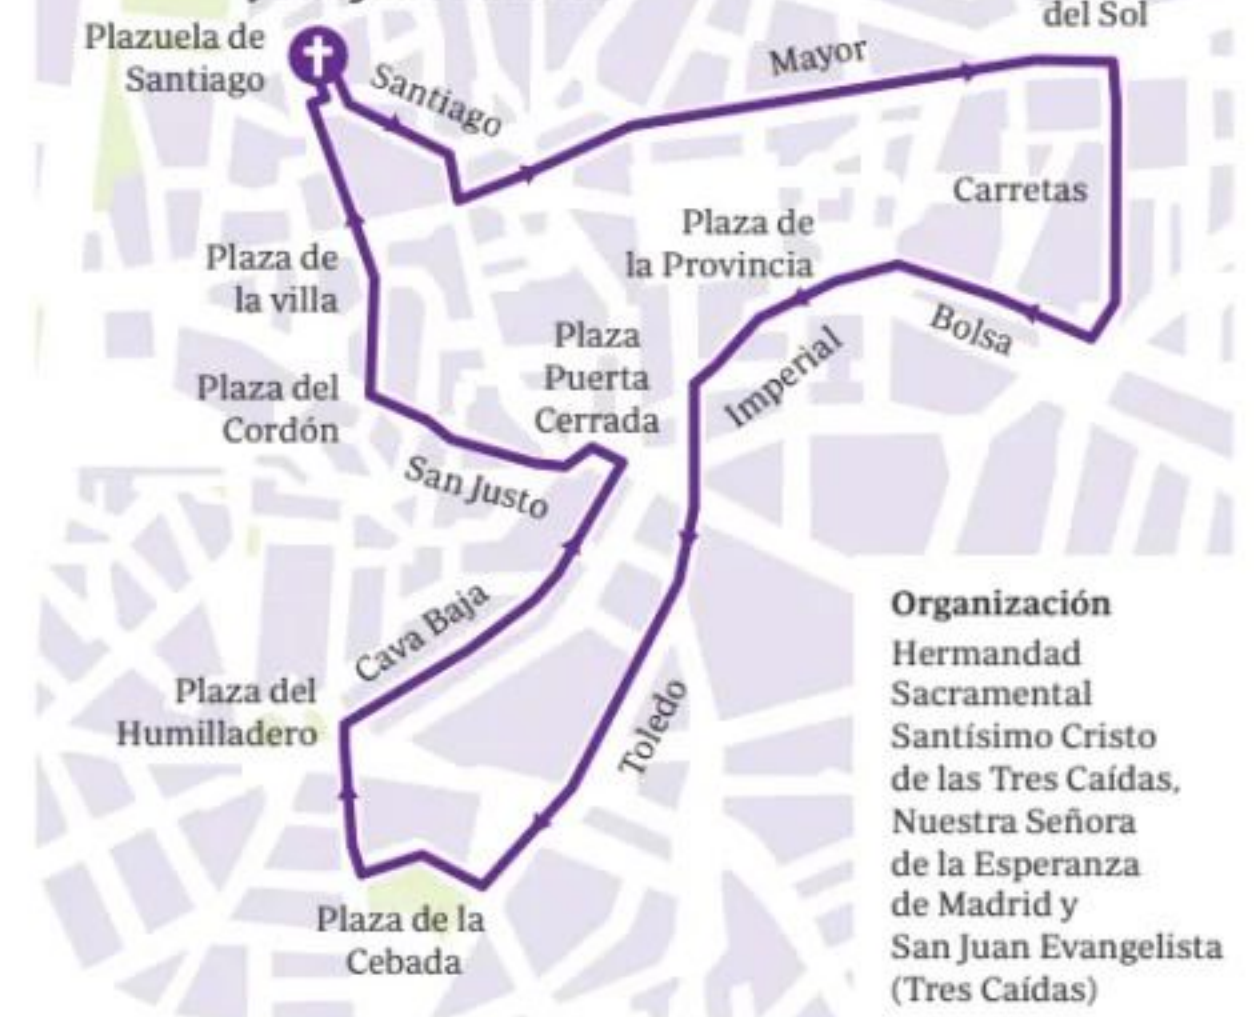 del Sol
Plazuela de
Santiago
Santiago
Mayor
Carretas
Plaza de
la Provincia
Bolsa
Imperial
Plaza de
la villa
Plaza
Puerta
Cerrada
Plaza del
Cordón
San Justo
Cava Baja
Toledo
Plaza del
Humilladero
Plaza de la
Cebada
Organización
Hermandad
Sacramental
Santísimo Cristo
de las Tres Caídas,
Nuestra Señora
de la Esperanza
de Madrid y
San Juan Evangelista
(Tres Caídas)